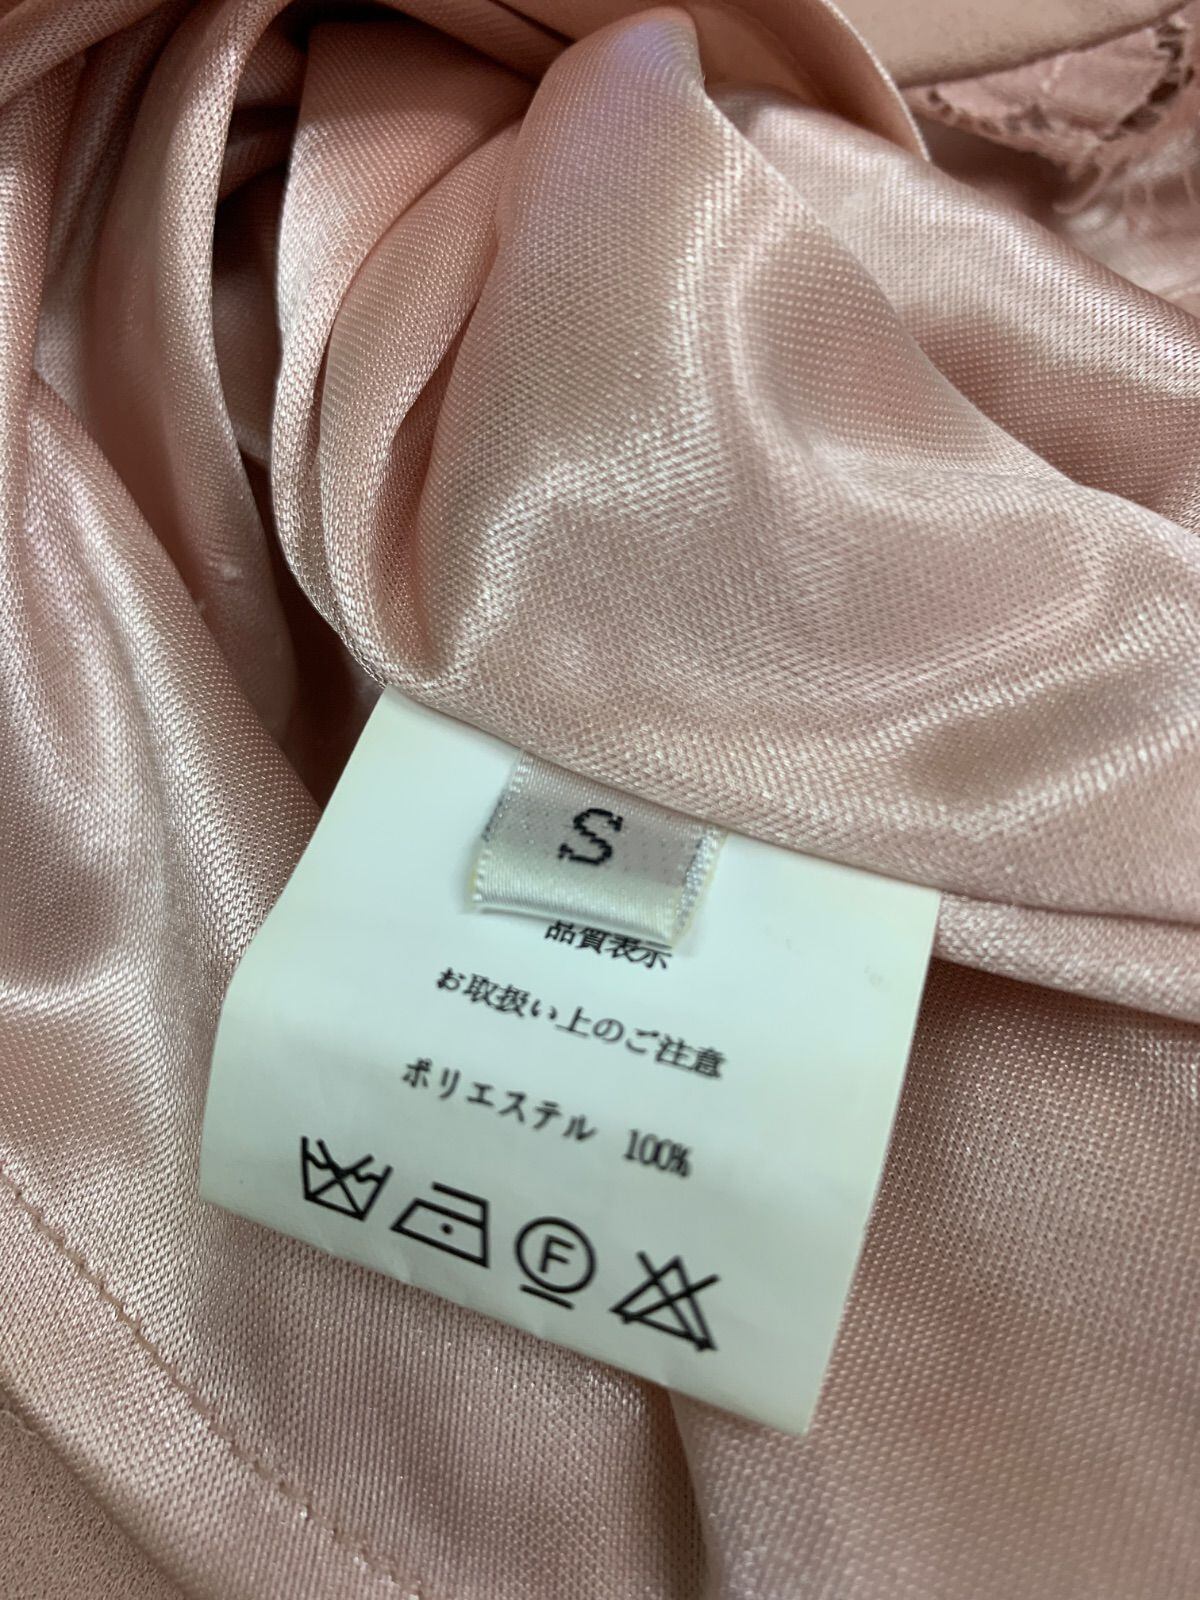 S
品質表示
お取扱い上のご注意
ポリエステル 100%
F